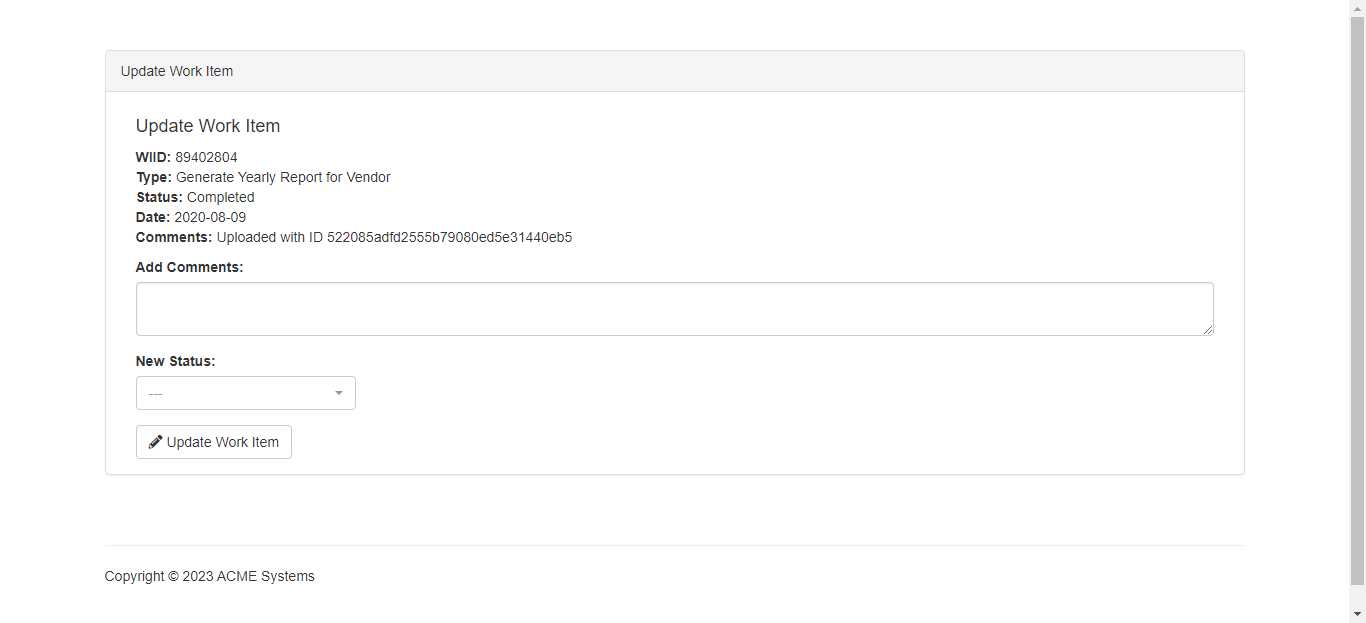 Update Work Item
Update Work Item
WIID: 89402804
Type: Generate Yearly Report for Vendor
Status: Completed
Date: 2020-08-09
Comments: Uploaded with ID 522085adfd2555b79080ed5e31440eb5
Add Comments:
New Status:
---
Update Work Item
Copyright © 2023 ACME Systems